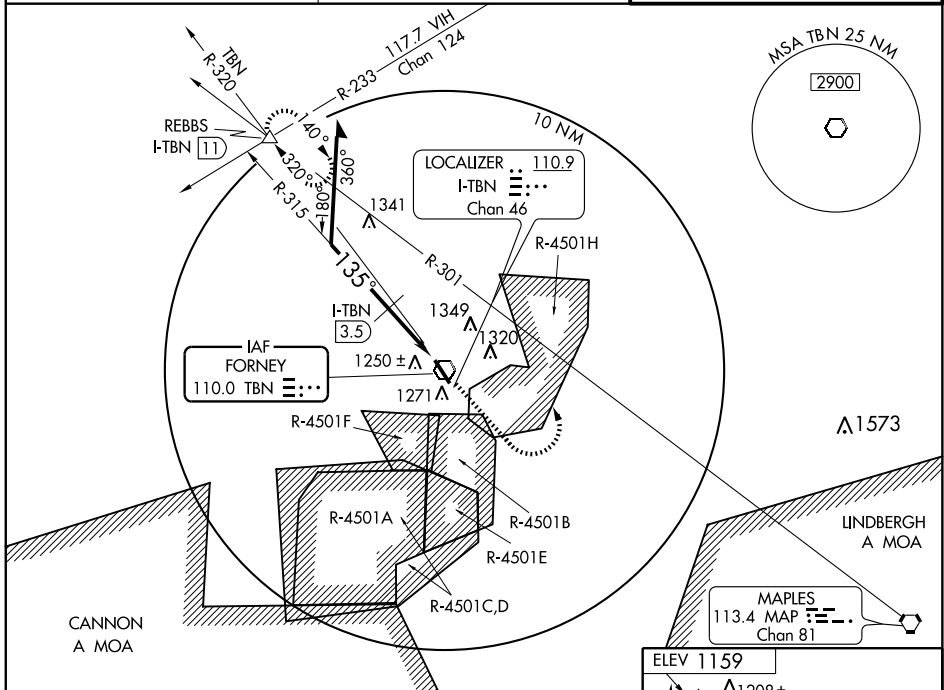 117.7 VIH
Chan 124
R-233
TBN
R-320
REBBS
I-TBN 11
140°
320°
360°
180°
R-315
10 NM
MSA TBN 25 NM
2900
LOCALIZER 110.9
I-TBN
Chan 46
1341
R-301
R-4501H
135°
I-TBN
3.5
1349
1320
IAF
FORNEY
110.0 TBN
1250 ±
1271
R-4501F
1573
R-4501A
R-4501B
R-4501E
R-4501C,D
LINDBERGH
A MOA
CANNON
A MOA
MAPLES
113.4 MAP
Chan 81
ELEV 1159
1208±